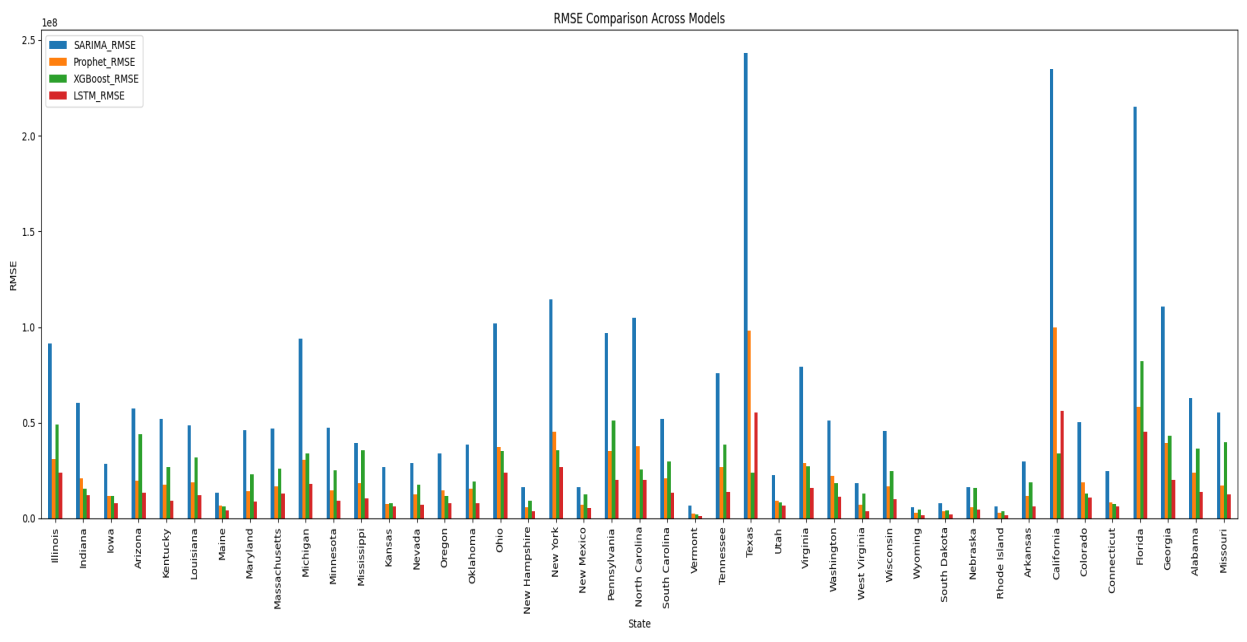 RMSE Comparison Across Models
1e8
2.5
2.0
1.5
1.0
0.5
0.0
RMSE
SARIMA_RMSE
Prophet_RMSE
XGBoost_RMSE
LSTM_RMSE
Illinois
Indiana
Iowa
Arizona
Kentucky
Louisiana
Maine
Maryland
Massachusetts
Michigan
Minnesota
Mississippi
Kansas
Nevada
Oregon
Oklahoma
Ohio
New Hampshire
New York
New Mexico
Pennsylvania
North Carolina
South Carolina
Vermont
Tennessee
Texas
Utah
Virginia
Washington
West Virginia
Wisconsin
Wyoming
South Dakota
Nebraska
Rhode Island
Arkansas
California
Colorado
Connecticut
Florida
Georgia
Alabama
Missouri
State